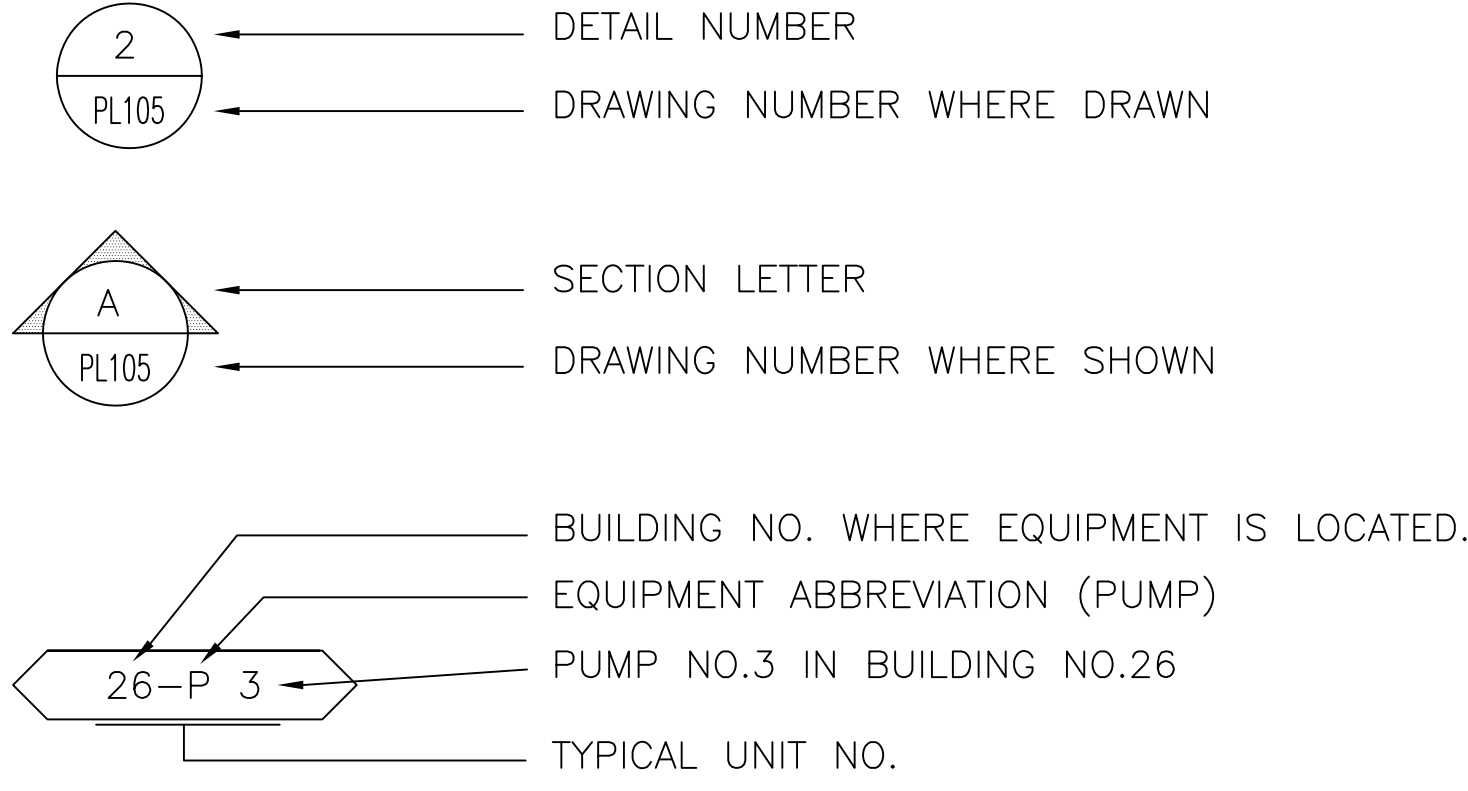 2
DETAIL NUMBER
PL105
DRAWING NUMBER WHERE DRAWN
A
SECTION LETTER
PL105
DRAWING NUMBER WHERE SHOWN
BUILDING NO. WHERE EQUIPMENT IS LOCATED.
EQUIPMENT ABBREVIATION (PUMP)
26-P 3
PUMP NO.3 IN BUILDING NO.26
TYPICAL UNIT NO.